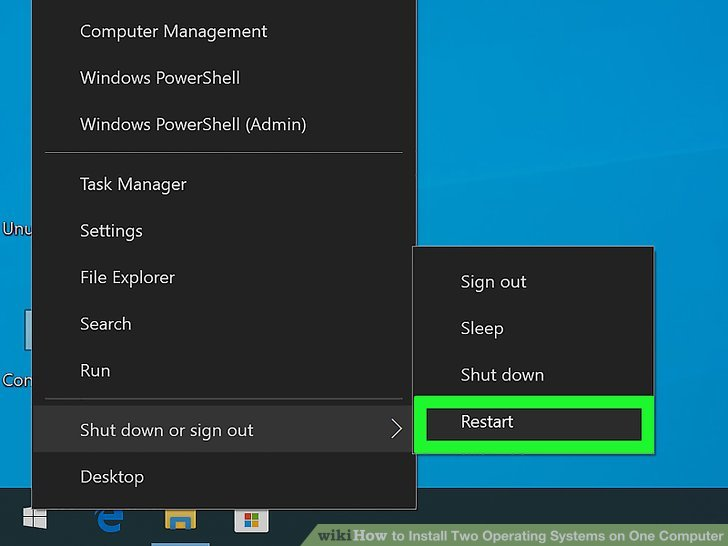 Computer Management
Windows PowerShell
Windows PowerShell (Admin)
Task Manager
Settings
File Explorer
Search
Run
Shut down or sign out
Desktop
Sign out
Sleep
Shut down
Restart
Unu
Con
wikiHow to Install Two Operating Systems on One Computer